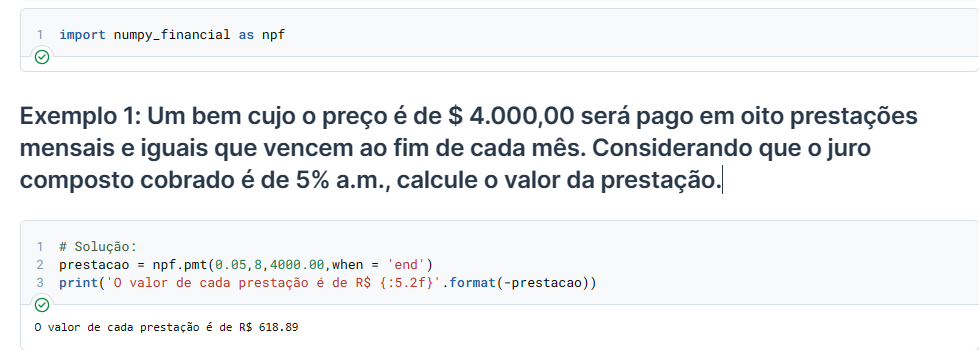 1 import numpy_financial as npf
Exemplo 1: Um bem cujo o preço é de $ 4.000,00 será pago em oito prestações
mensais e iguais que vencem ao fim de cada mês. Considerando que o juro
composto cobrado é de 5% a.m., calcule o valor da prestação.
1 # Solução:
2 prestacao = npf.pmt(0.05,8,4000.00,when = 'end')
3 print('O valor de cada prestação é de R$ {:5.2f}'.format(-prestacao))
O valor de cada prestação é de R$ 618.89